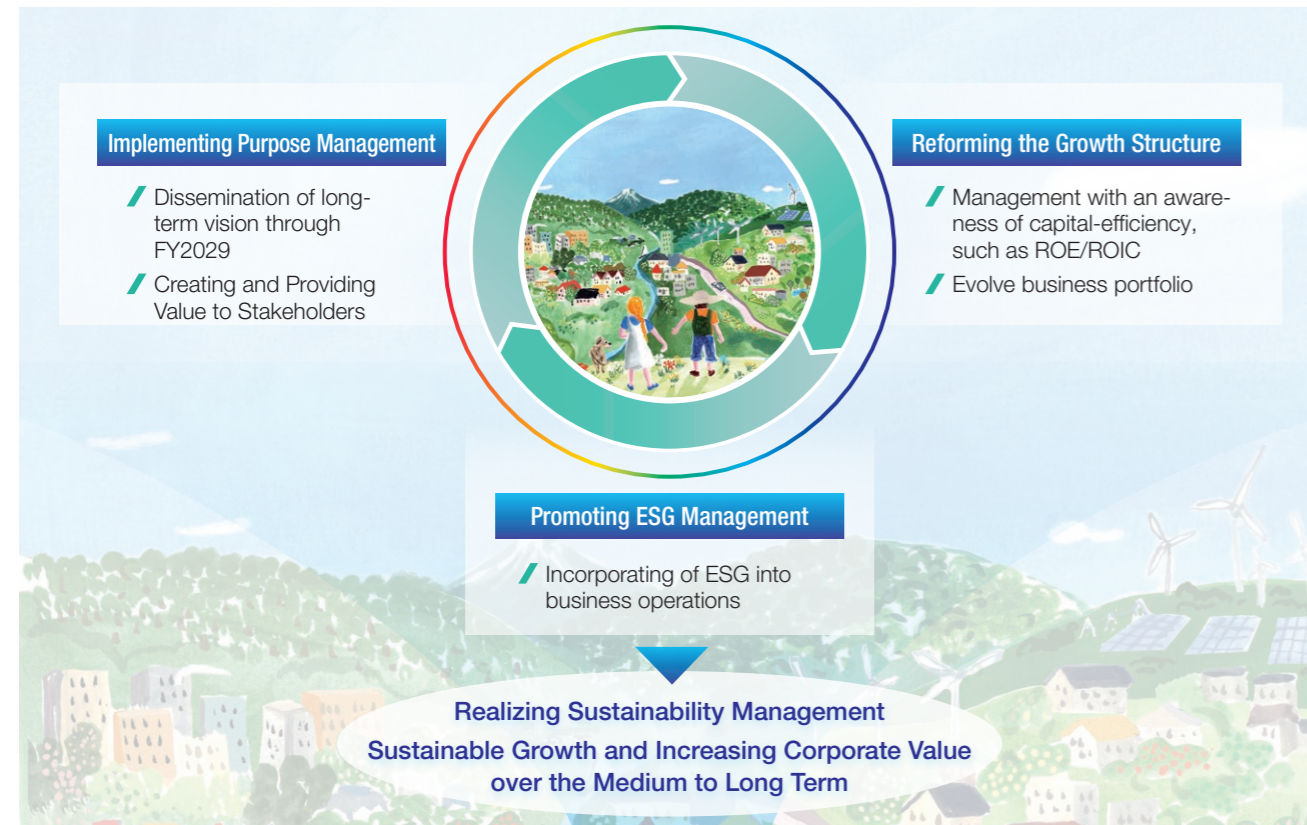 Implementing Purpose Management
Dissemination of long-
term vision through
FY2029
Creating and Providing
Value to Stakeholders
Reforming the Growth Structure
Management with an aware-
ness of capital-efficiency,
such as ROE/ROIC
Evolve business portfolio
Promoting ESG Management
Incorporating of ESG into
business operations
Realizing Sustainability Management
Sustainable Growth and Increasing Corporate Value
over the Medium to Long Term